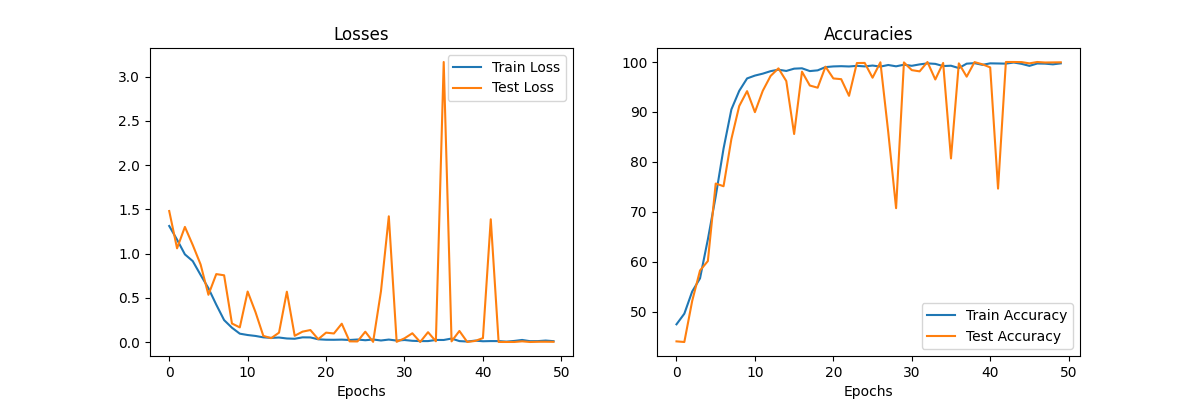 Losses
3.0
2.5
2.0
1.5
1.0
0.5
0.0
0 10 20 30 40 50
Epochs
Train Loss
Test Loss
Accuracies
100
90
80
70
60
50
0 10 20 30 40 50
Epochs
Train Accuracy
Test Accuracy